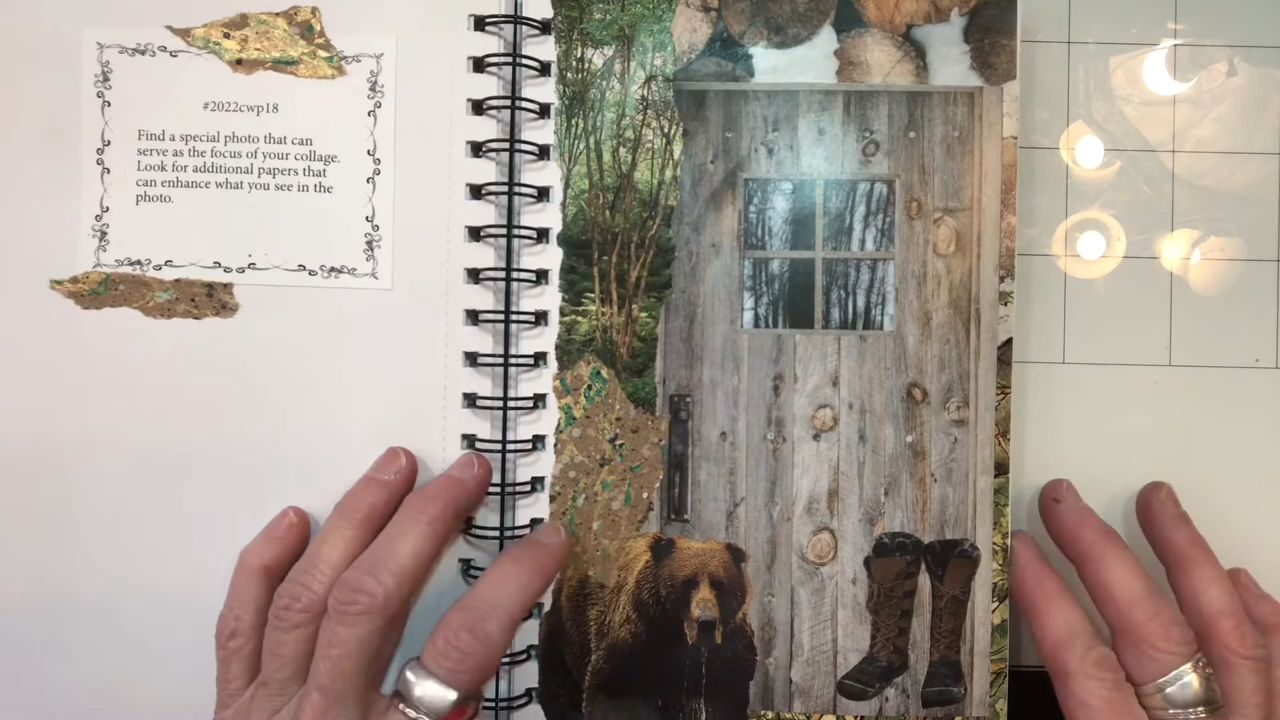 #2022cwp18
Find a special photo that can
serve as the focus of your collage.
Look for additional papers that
can enhance what you see in the
photo.